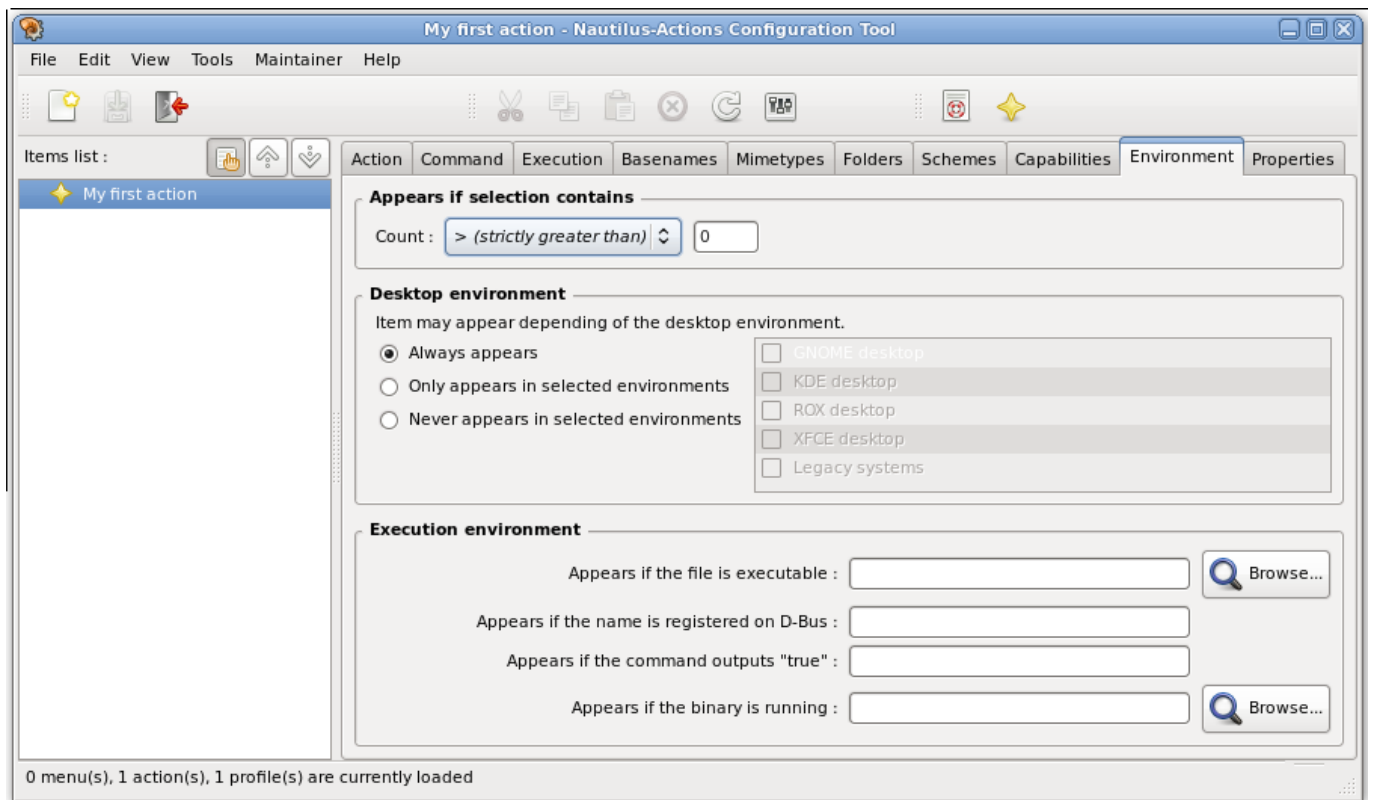 My first action - Nautilus-Actions Configuration Tool
File Edit View Tools Maintainer Help
Items list :
Action Command Execution Basenames Mimetypes Folders Schemes Capabilities Environment Properties
My first action
Appears if selection contains
Count : > (strictly greater than) 0
Desktop environment
Item may appear depending of the desktop environment.
Always appears
Only appears in selected environments
Never appears in selected environments
GNOME desktop
KDE desktop
ROX desktop
XFCE desktop
Legacy systems
Execution environment
Appears if the file is executable : Browse...
Appears if the name is registered on D-Bus :
Appears if the command outputs "true" :
Appears if the binary is running : Browse...
0 menu(s), 1 action(s), 1 profile(s) are currently loaded